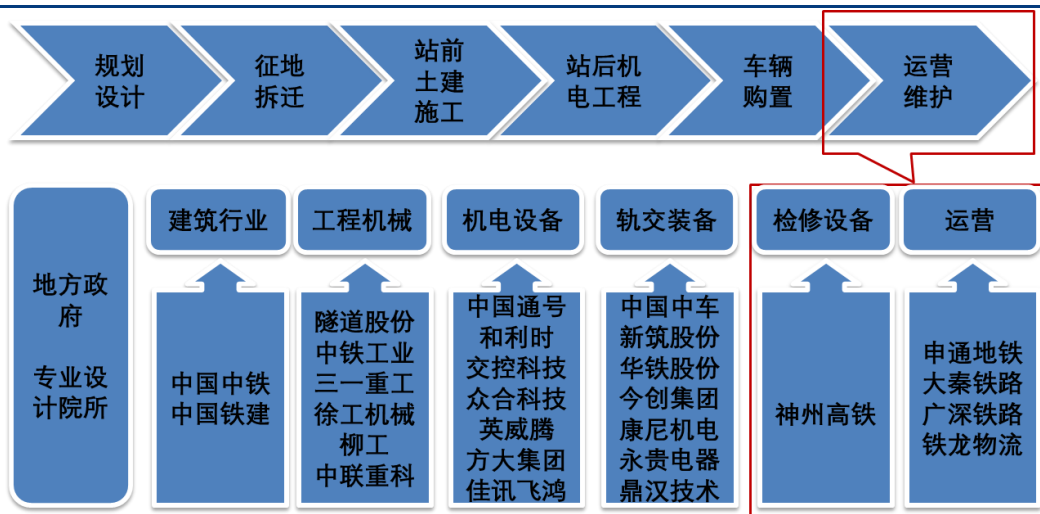 规划
设计
征地
拆迁
站前
土建
施工
站后机
电工程
车辆
购置
运营
维护
地方政
府
专业设
计院所
建筑行业
中国中铁
中国铁建
工程机械
隧道股份
中铁工业
三一重工
徐工机械
柳工
中联重科
机电设备
中国通号
和利时
交控科技
众合科技
英威腾
方大集团
佳讯飞鸿
轨交装备
中国中车
新筑股份
华铁股份
今创集团
康尼机电
永贵电器
鼎汉技术
检修设备
神州高铁
运营
申通地铁
大秦铁路
广深铁路
铁龙物流